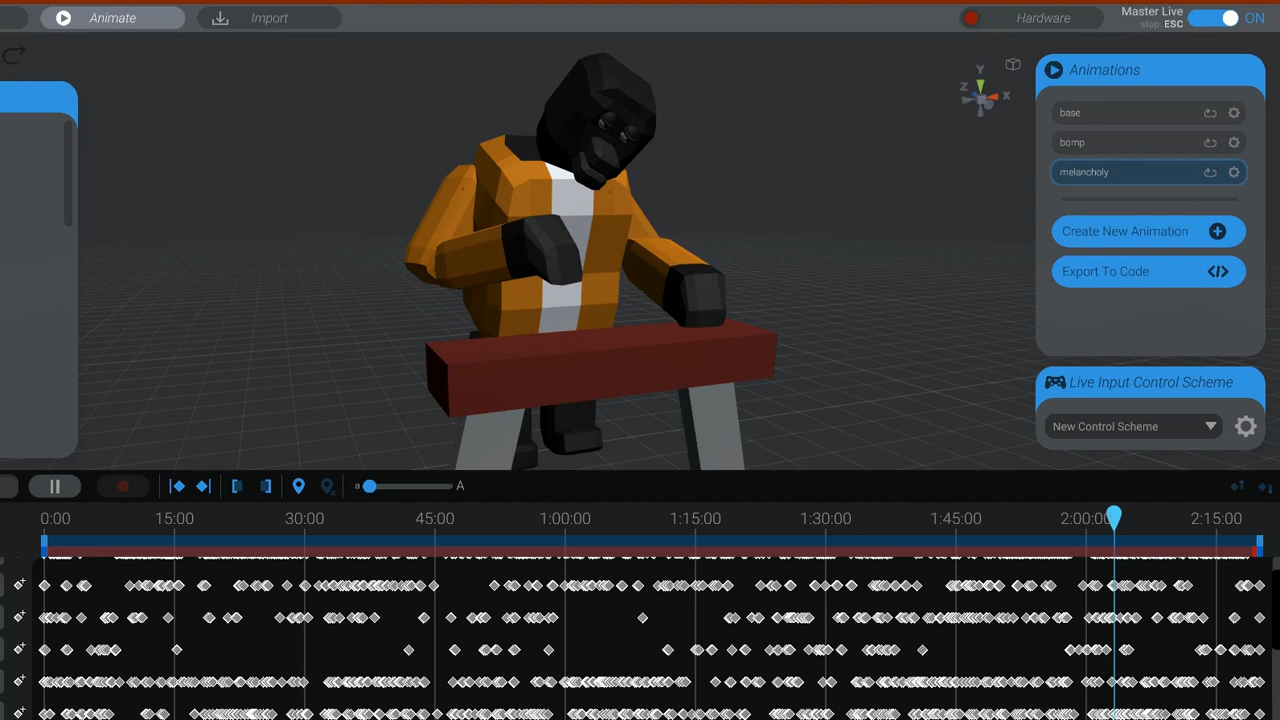 Animate
Import
Hardware
Master Live
stop: ESC
ON
Y
Z
X
Animations
base
bomp
melancholy
Create New Animation
Export To Code
Live Input Control Scheme
New Control Scheme
a
A
0:00 15:00 30:00 45:00 1:00:00 1:15:00 1:30:00 1:45:00 2:00:00 2:15:00